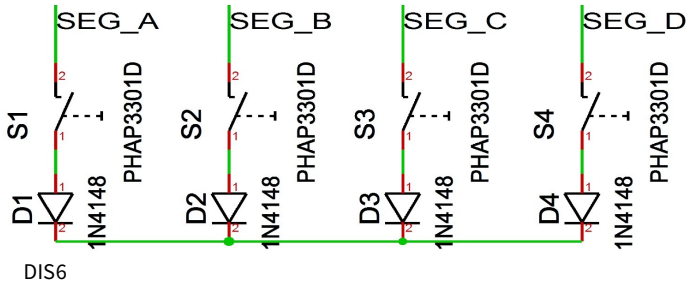 SEG_A SEG_B SEG_C SEG_D
2 2 2 2
S1 PHAP3301D S2 PHAP3301D S3 PHAP3301D S4 PHAP3301D
1 1 1 1
1 1 1 1
D1 1N4148 D2 1N4148 D3 1N4148 D4 1N4148
2 2 2 2
DIS6